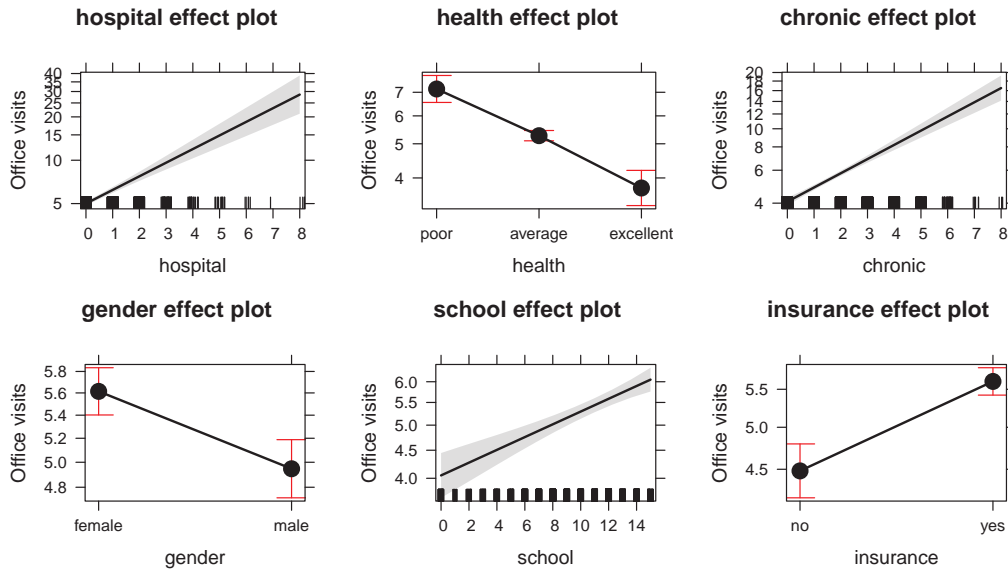 hospital effect plot
Office visits
40
35
30
25
20
15
10
5
0 1 2 3 4 5 6 7 8
hospital
health effect plot
Office visits
7
6
5
4
poor average excellent
health
chronic effect plot
Office visits
20
18
16
14
12
10
8
6
4
0 1 2 3 4 5 6 7 8
chronic
gender effect plot
Office visits
5.8
5.6
5.4
5.2
5.0
4.8
female male
gender
school effect plot
Office visits
6.0
5.5
5.0
4.5
4.0
0 2 4 6 8 10 12 14
school
insurance effect plot
Office visits
5.5
5.0
4.5
no yes
insurance